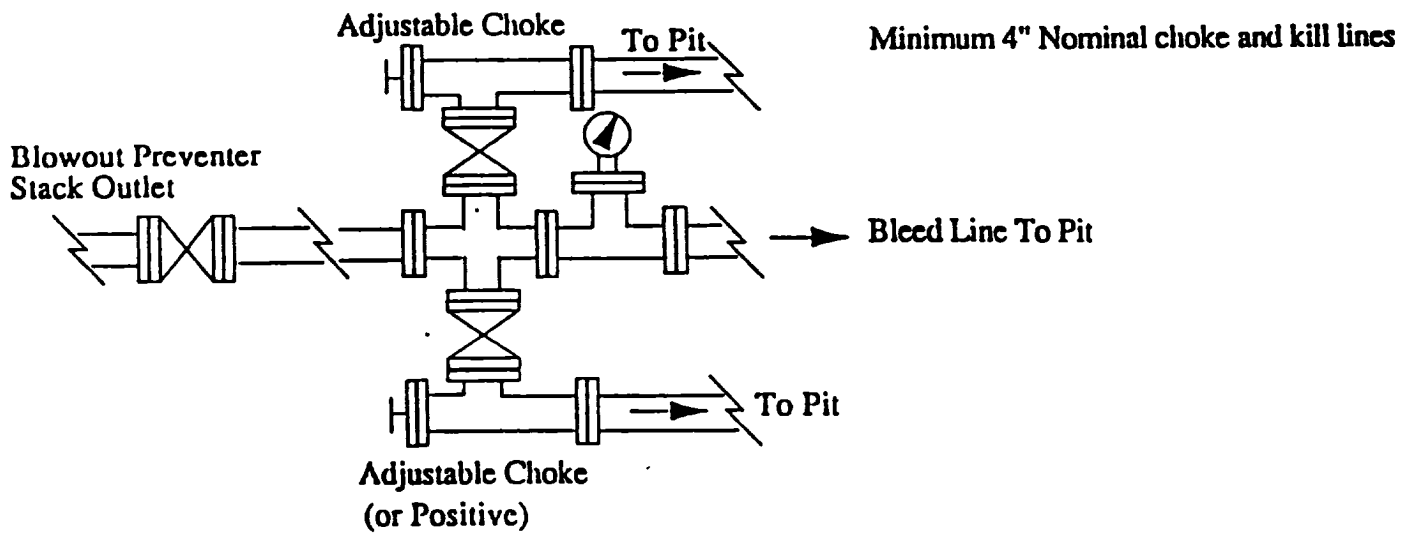 Adjustable Choke
To Pit
Minimum 4" Nominal choke and kill lines
Blowout Preventer
Stack Outlet
Bleed Line To Pit
To Pit
Adjustable Choke
(or Positive)